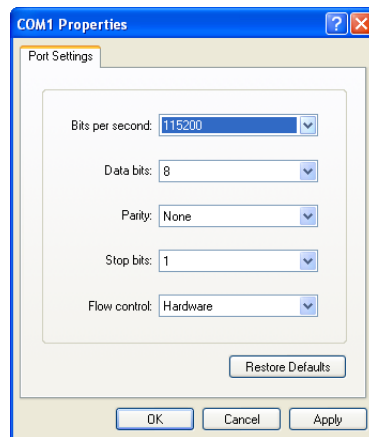 COM1 Properties
Port Settings
Bits per second: 115200
Data bits: 8
Parity: None
Stop bits: 1
Flow control: Hardware
Restore Defaults
OK Cancel Apply